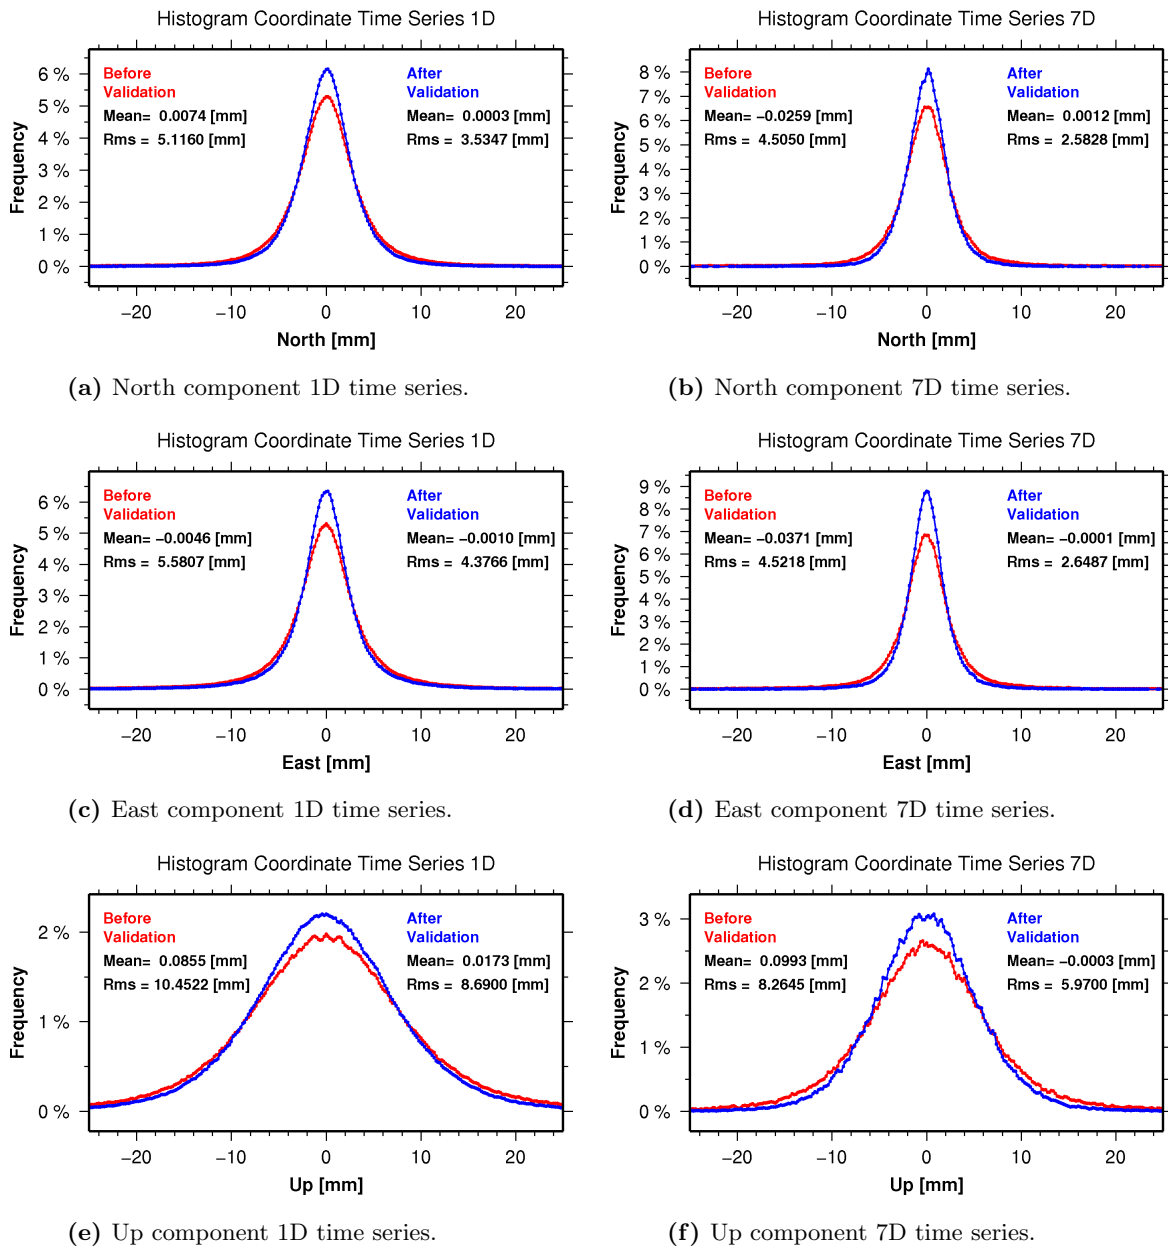 Histogram Coordinate Time Series 1D
Before
Validation
Mean= 0.0074 [mm]
Rms = 5.1160 [mm]
After
Validation
Mean= 0.0003 [mm]
Rms = 3.5347 [mm]
Frequency
6 %
5 %
4 %
3 %
2 %
1 %
0 %
−20 −10 0 10 20
North [mm]
(a) North component 1D time series.
Histogram Coordinate Time Series 7D
Before
Validation
Mean= −0.0259 [mm]
Rms = 4.5050 [mm]
After
Validation
Mean= 0.0012 [mm]
Rms = 2.5828 [mm]
Frequency
8 %
7 %
6 %
5 %
4 %
3 %
2 %
1 %
0 %
−20 −10 0 10 20
North [mm]
(b) North component 7D time series.
Histogram Coordinate Time Series 1D
Before
Validation
Mean= −0.0046 [mm]
Rms = 5.5807 [mm]
After
Validation
Mean= −0.0010 [mm]
Rms = 4.3766 [mm]
Frequency
6 %
5 %
4 %
3 %
2 %
1 %
0 %
−20 −10 0 10 20
East [mm]
(c) East component 1D time series.
Histogram Coordinate Time Series 7D
Before
Validation
Mean= −0.0371 [mm]
Rms = 4.5218 [mm]
After
Validation
Mean= −0.0001 [mm]
Rms = 2.6487 [mm]
Frequency
9 %
8 %
7 %
6 %
5 %
4 %
3 %
2 %
1 %
0 %
−20 −10 0 10 20
East [mm]
(d) East component 7D time series.
Histogram Coordinate Time Series 1D
Before
Validation
Mean= 0.0855 [mm]
Rms = 10.4522 [mm]
After
Validation
Mean= 0.0173 [mm]
Rms = 8.6900 [mm]
Frequency
2 %
1 %
0 %
−20 −10 0 10 20
Up [mm]
(e) Up component 1D time series.
Histogram Coordinate Time Series 7D
Before
Validation
Mean= 0.0993 [mm]
Rms = 8.2645 [mm]
After
Validation
Mean= −0.0003 [mm]
Rms = 5.9700 [mm]
Frequency
3 %
2 %
1 %
0 %
−20 −10 0 10 20
Up [mm]
(f) Up component 7D time series.